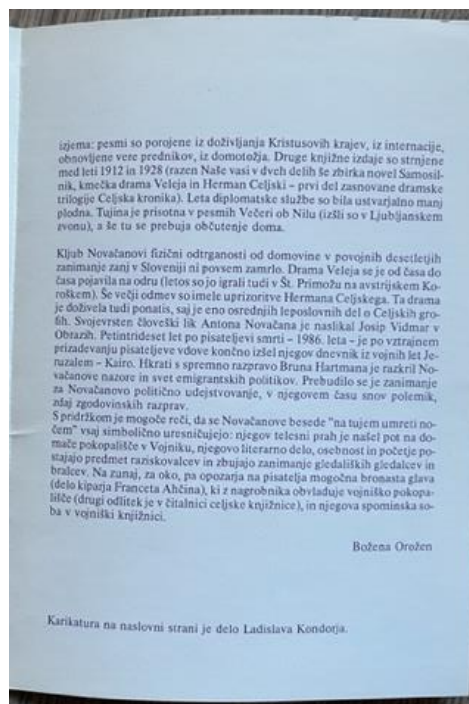 izjema: pesmi so porojene iz doživljanja Kristusovih krajev, iz internacije,
obnovljene vere prednikov, iz domotožja. Druge knjižne izdaje so strnjene
med leti 1912 in 1928 (razen Naše vasi v dveh delih še zbirka novel Samosil-
nik, kmečka drama Veleja in Herman Celjski - prvi del zasnovane dramske
trilogije Celjska kronika). Leta diplomatske službe so bila ustvarjalno manj
plodna. Tujina je prisotna v pesmih Večeri ob Nilu (izšli so v Ljubljanskem
zvonu), a še tu se prebuja občutenje doma.
Kljub Novačanovi fizični odtrganosti od domovine v povojnih desetletjih
zanimanje zanj v Sloveniji ni povsem zamrlo. Drama Veleja se je od časa do
časa pojavila na odru (letos so jo igrali tudi v Št. Primožu na avstrijskem Ko-
roškem). Še večji odmev so imele uprizoritve Hermana Celjskega. Ta drama
je doživela tudi ponatis, saj je eno osrednjih leposlovnih del o Celjskih gro-
fih. Svojevrsten človeški lik Antona Novačana je naslikal Josip Vidmar v
Obrazih. Petintrideset let po pisateljevi smrti - 1986. leta - je po vztrajnem
prizadevanju pisateljeve vdove končno izšel njegov dnevnik iz vojnih let Je-
ruzalem - Kairo. Hkrati s spremno razpravo Bruna Hartmana je razkril No-
vačanove nazore in svet emigrantskih politikov. Prebudilo se je zanimanje
za Novačanovo politično udejstvovanje, v njegovem času snov polemik,
zdaj zgodovinskih razprav.
S pridržkom je mogoče reči, da se Novačanove besede "na tujem umreti no-
čem" vsaj simbolično uresničujejo: njegov telesni prah je našel pot na do-
mače pokopališče v Vojniku, njegovo literarno delo, osebnost in početje po-
stajajo predmet raziskovalcev in zbujajo zanimanje gledaliških gledalcev in
bralcev. Na zunaj, za oko, pa opozarja na pisatelja mogočna bronasta glava
(delo kiparja Franceta Ahčina), ki z nagrobnika obvladuje vojniško pokopa-
lišče (drugi odlitek je v čitalnici celjske knjižnice), in njegova spominska so-
ba v vojniški knjižnici.
Božena Orožen
Karikatura na naslovni strani je delo Ladislava Kondorja.